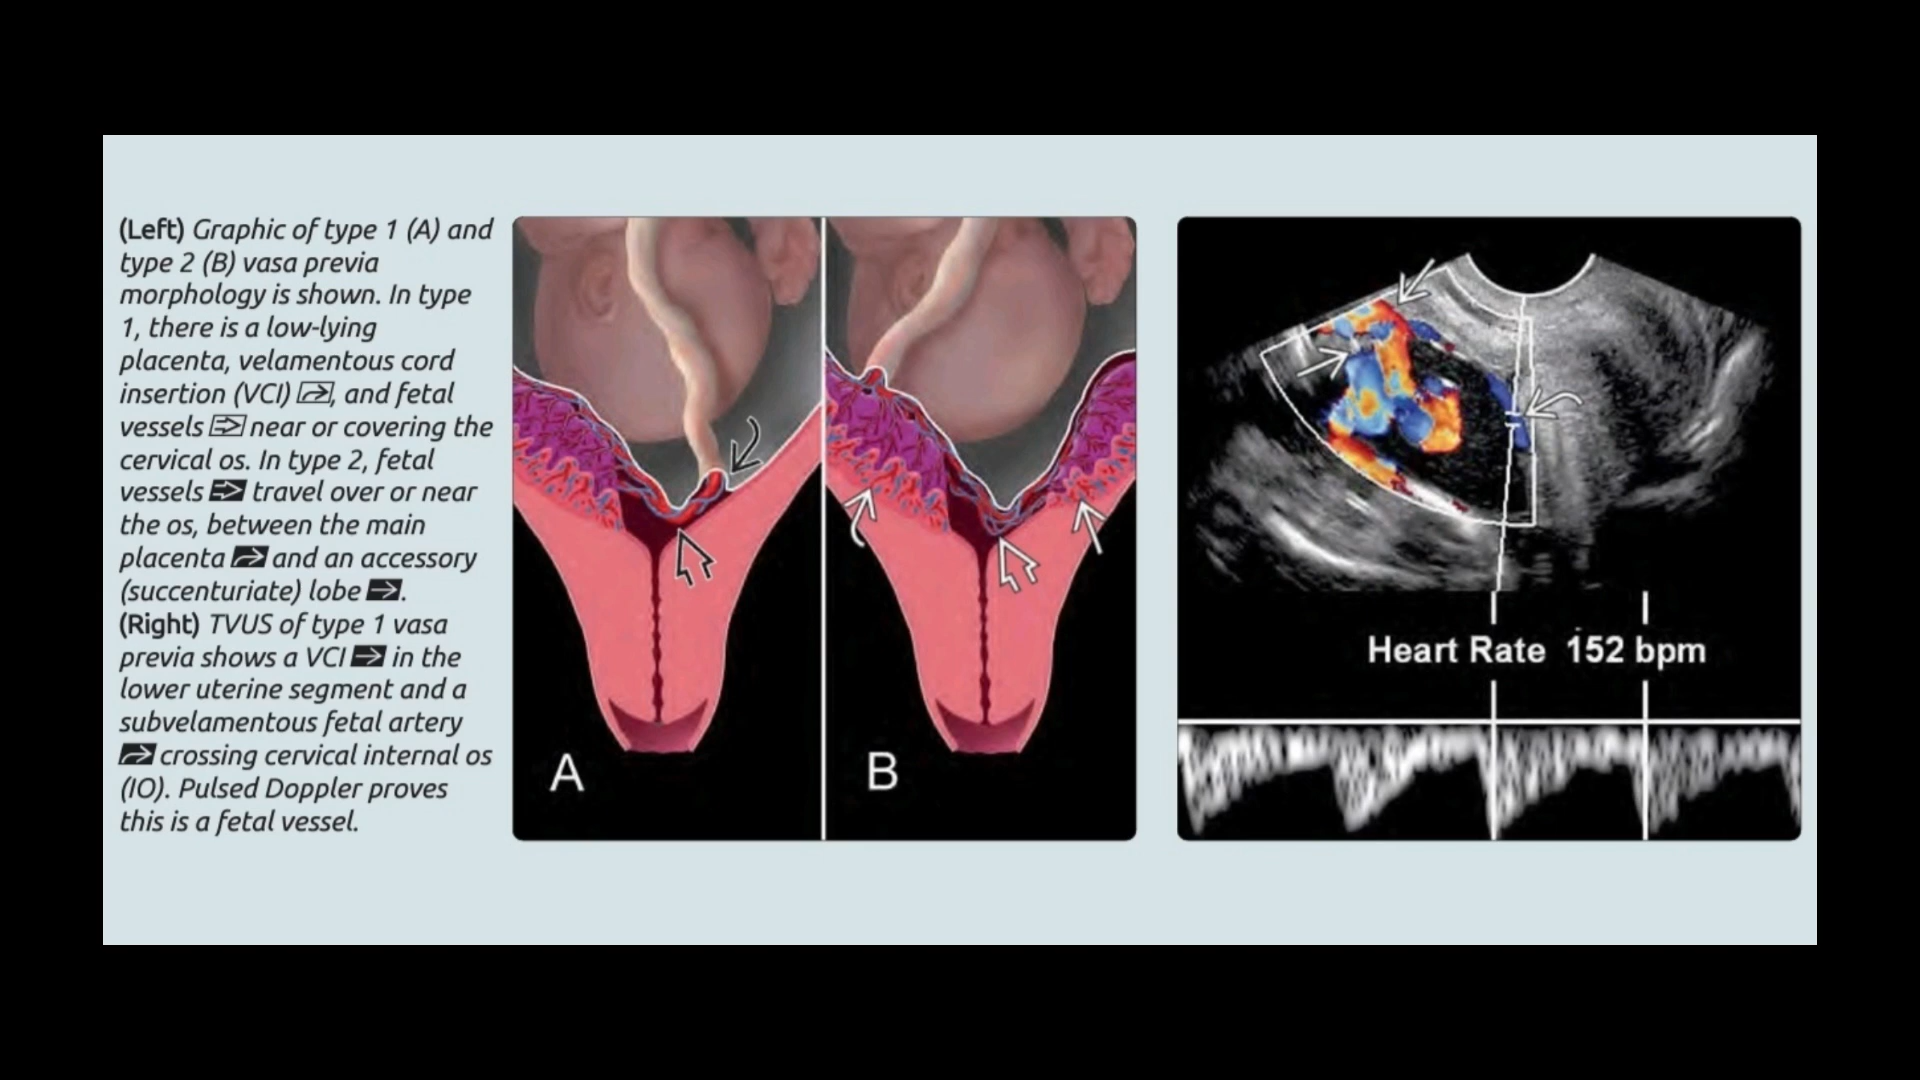 (Left) Graphic of type 1 (A) and
type 2 (B) vasa previa
morphology is shown. In type
1, there is a low-lying
placenta, velamentous cord
insertion (VCI) , and fetal
vessels near or covering the
cervical os. In type 2, fetal
vessels travel over or near
the os, between the main
placenta and an accessory
(succenturiate) lobe .
(Right) TVUS of type 1 vasa
previa shows a VCI in the
lower uterine segment and a
subvelamentous fetal artery
crossing cervical internal os
(IO). Pulsed Doppler proves
this is a fetal vessel.
A
B
Heart Rate 152 bpm